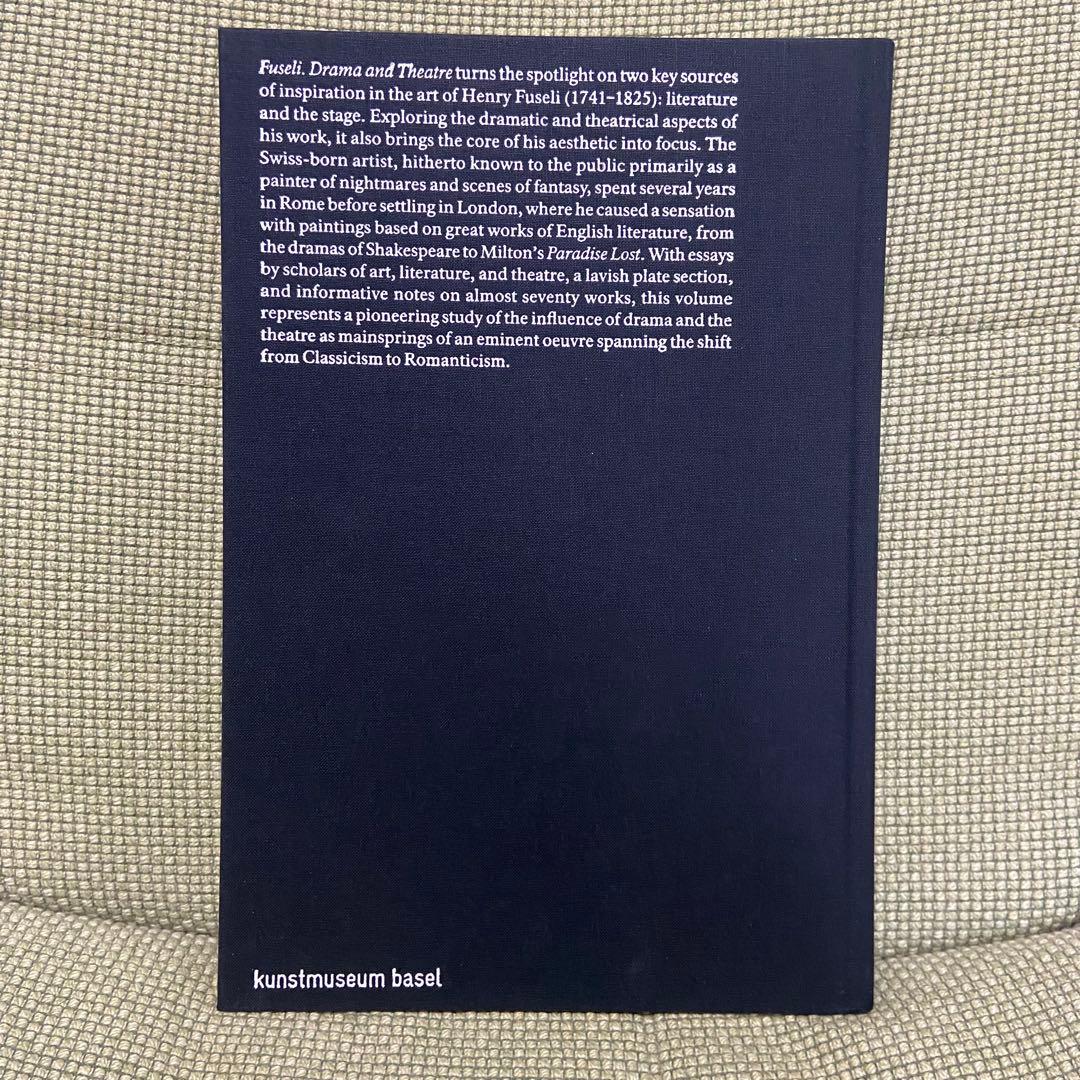 Fuseli. Drama and Theatre turns the spotlight on two key sources
of inspiration in the art of Henry Fuseli (1741–1825): literature
and the stage. Exploring the dramatic and theatrical aspects of
his work, it also brings the core of his aesthetic into focus. The
Swiss-born artist, hitherto known to the public primarily as a
painter of nightmares and scenes of fantasy, spent several years
in Rome before settling in London, where he caused a sensation
with paintings based on great works of English literature, from
the dramas of Shakespeare to Milton's Paradise Lost. With essays
by scholars of art, literature, and theatre, a lavish plate section,
and informative notes on almost seventy works, this volume
represents a pioneering study of the influence of drama and the
theatre as mainsprings of an eminent oeuvre spanning the shift
from Classicism to Romanticism.
kunstmuseum basel